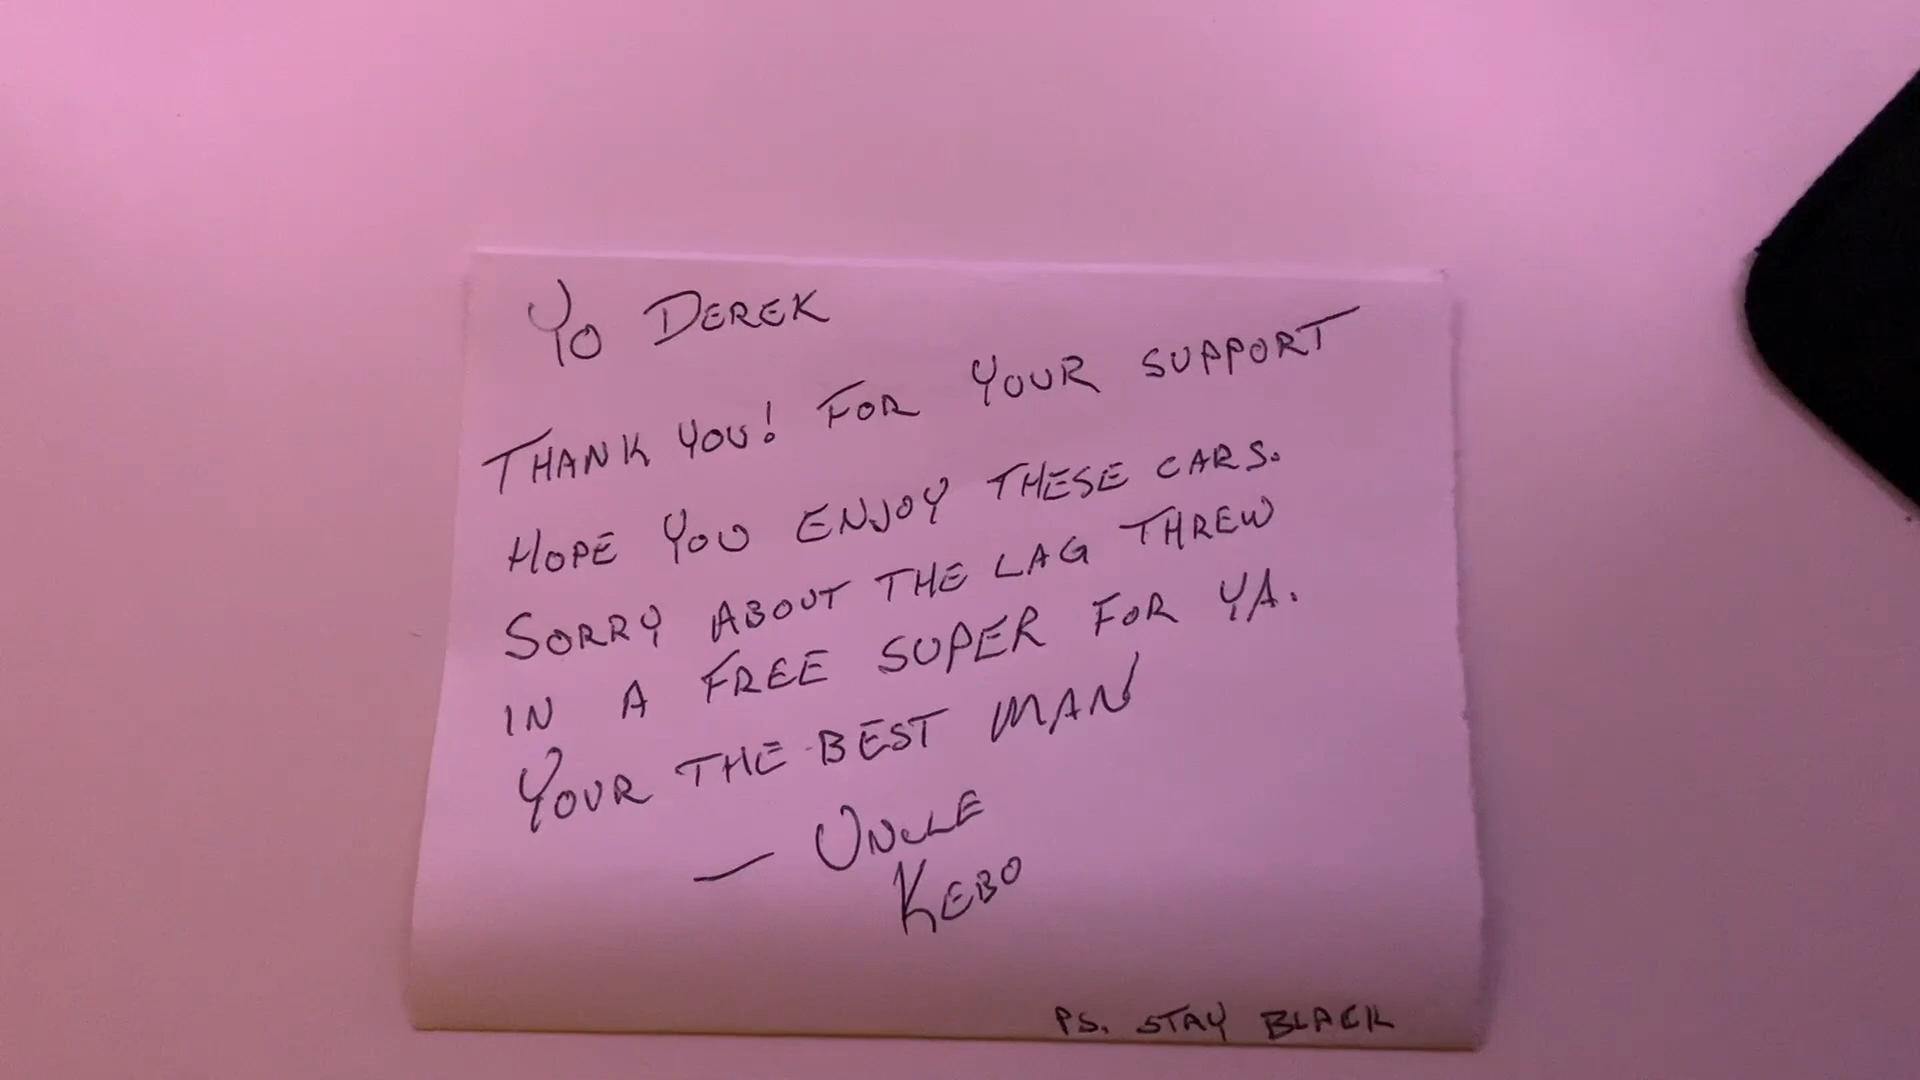 YO DEREK
THANK YOU! FOR YOUR SUPPORT
HOPE YOU ENJOY THESE CARS.
SORRY ABOUT THE LAG THREW
IN A FREE SUPER FOR YA.
YOUR THE BEST MAN
— UNCLE
KEBO
PS. STAY BLACK